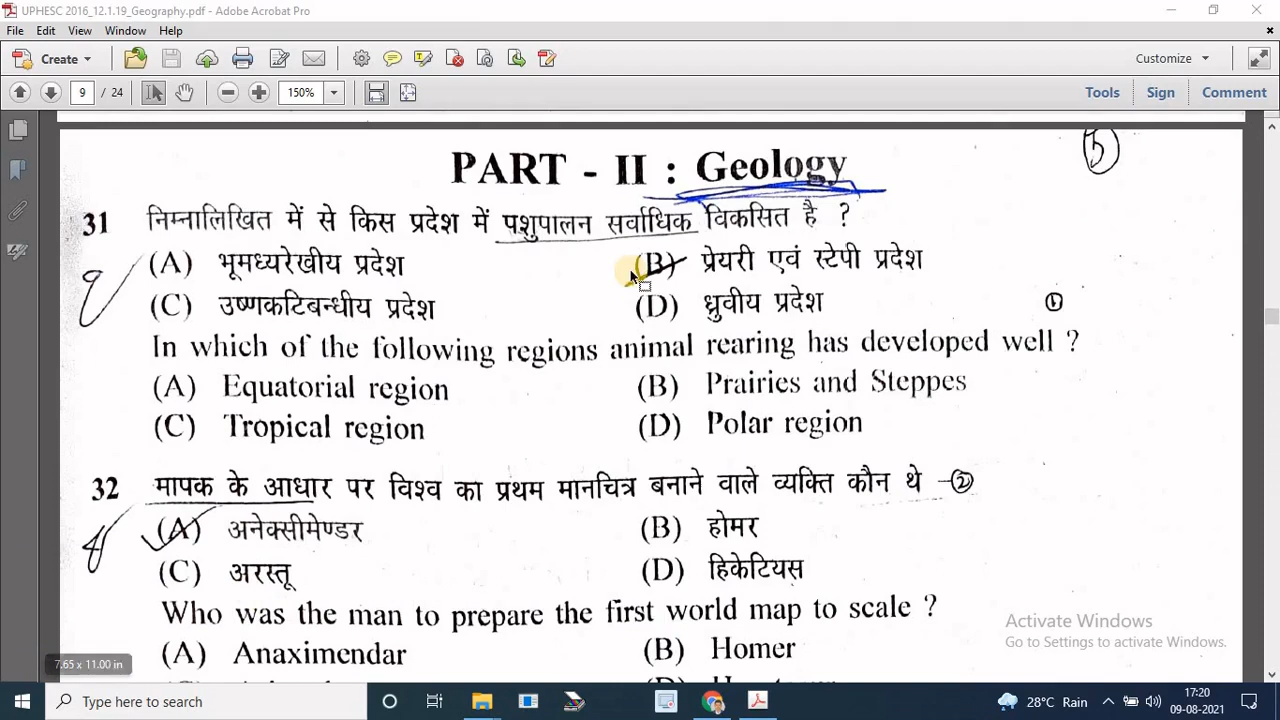 UPHESC 2016_12.1.19_Geography.pdf - Adobe Acrobat Pro
File Edit View Window Help
Create Customize
9 / 24 150% Tools Sign Comment
PART - II : Geology
31 निम्नालिखित में से किस प्रदेश में पशुपालन सर्वाधिक विकसित है ?
(A) भूमध्यरेखीय प्रदेश (B) प्रेयरी एवं स्टेपी प्रदेश
(C) उष्णकटिबन्धीय प्रदेश (D) ध्रुवीय प्रदेश
In which of the following regions animal rearing has developed well ?
(A) Equatorial region (B) Prairies and Steppes
(C) Tropical region (D) Polar region
32 मापक के आधार पर विश्व का प्रथम मानचित्र बनाने वाले व्यक्ति कौन थे
(A) अनेक्सीमेण्डर (B) होमर
(C) अरस्तू (D) हिकेटियस
Who was the man to prepare the first world map to scale ?
(A) Anaximendar (B) Homer
Activate Windows
Go to Settings to activate Windows.
7.65 x 11.00 in
Type here to search 28°C Rain 17:20
09-08-2021